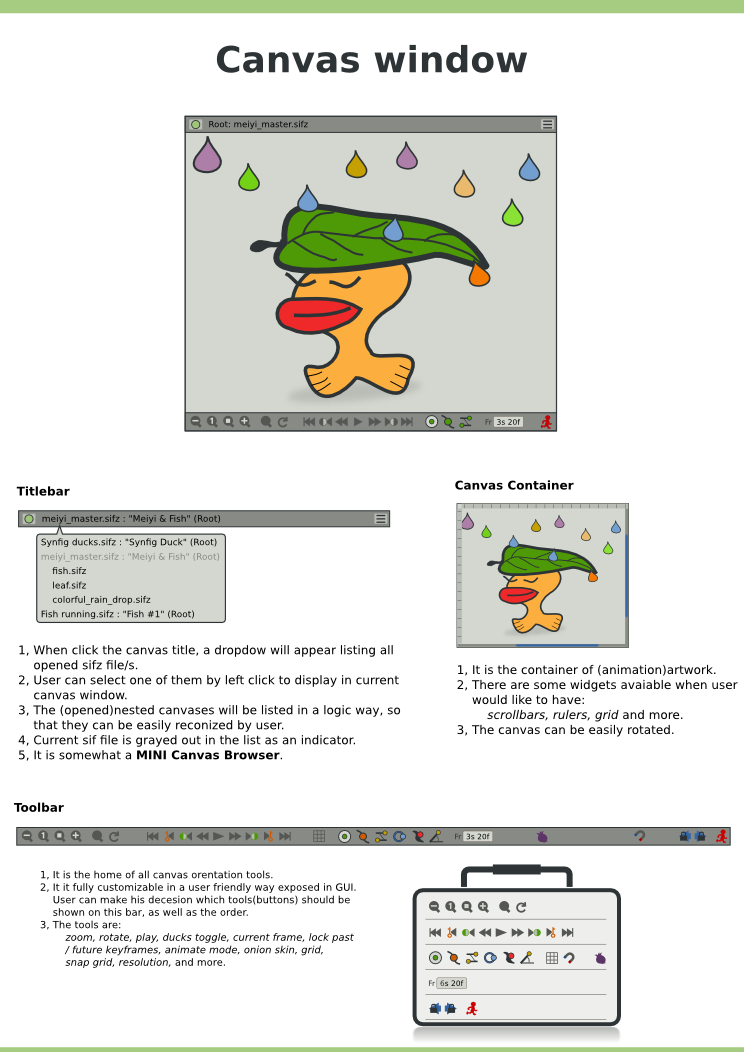 Canvas window
Root: meiyi_master.sifz
Fr 3s 20f
Titlebar
meiyi_master.sifz : "Meiyi & Fish" (Root)
Synfig ducks.sifz : "Synfig Duck" (Root)
meiyi_master.sifz : "Meiyi & Fish" (Root)
fish.sifz
leaf.sifz
colorful_rain_drop.sifz
Fish running.sifz : "Fish #1" (Root)
1, When click the canvas title, a dropdow will appear listing all
opened sifz file/s.
2, User can select one of them by left click to display in current
canvas window.
3, The (opened)nested canvases will be listed in a logic way, so
that they can be easily reconized by user.
4, Current sif file is grayed out in the list as an indicator.
5, It is somewhat a MINI Canvas Browser.
Canvas Container
1, It is the container of (animation)artwork.
2, There are some widgets avaiable when user
would like to have:
scrollbars, rulers, grid and more.
3, The canvas can be easily rotated.
Toolbar
Fr 3s 20f
1, It is the home of all canvas orentation tools.
2, It it fully customizable in a user friendly way exposed in GUI.
User can make his decesion which tools(buttons) should be
shown on this bar, as well as the order.
3, The tools are:
zoom, rotate, play, ducks toggle, current frame, lock past
/ future keyframes, animate mode, onion skin, grid,
snap grid, resolution, and more.
Fr 6s 20f